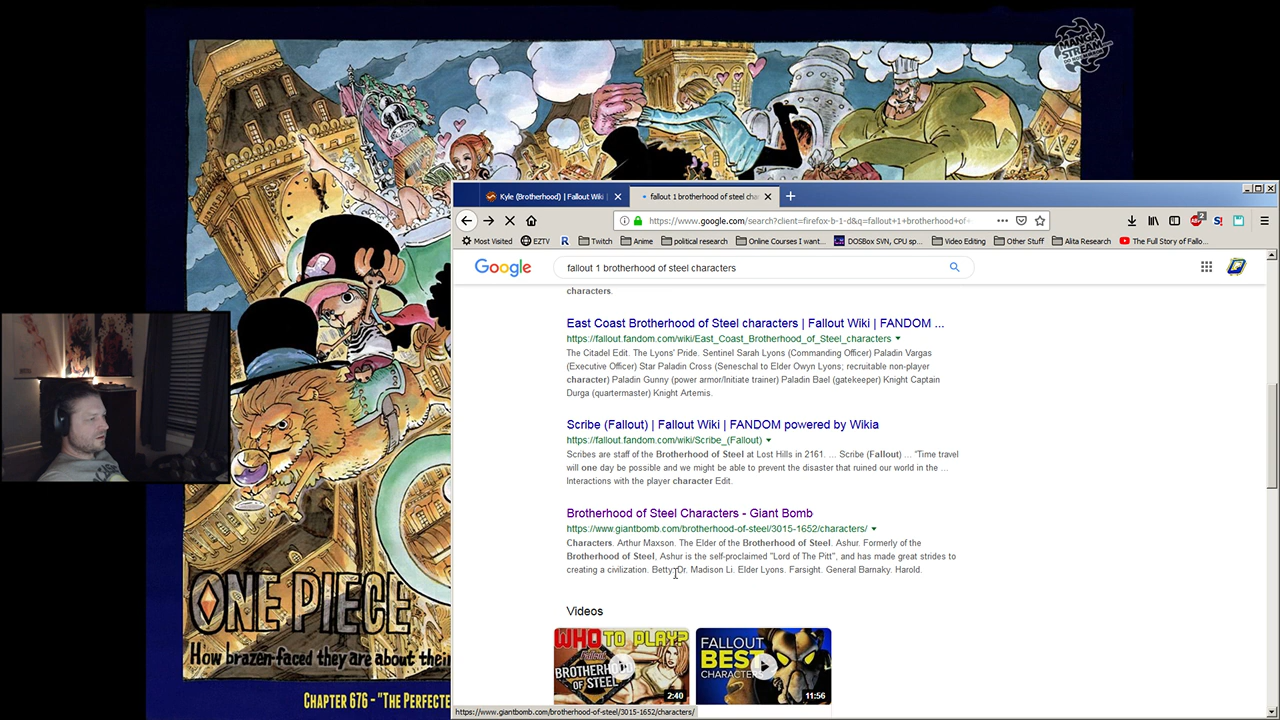 MANGA
STREAM
Kyle (Brotherhood) | Fallout Wiki
fallout 1 brotherhood of steel cha
https://www.google.com/search?client=firefox-b-1-d&q=fallout+1+brotherhood+of+
Most Visited
EZTV
Twitch
Anime
political research
Online Courses I want...
DOSBox SVN, CPU sp...
Video Editing
Other Stuff
Alita Research
The Full Story of Fallo...
Google
fallout 1 brotherhood of steel characters
characters.
East Coast Brotherhood of Steel characters | Fallout Wiki | FANDOM ...
https://fallout.fandom.com/wiki/East_Coast_Brotherhood_of_Steel_characters
The Citadel Edit. The Lyons' Pride. Sentinel Sarah Lyons (Commanding Officer) Paladin Vargas
(Executive Officer) Star Paladin Cross (Seneschal to Elder Owyn Lyons; recruitable non-player
character) Paladin Gunny (power armor/Initiate trainer) Paladin Bael (gatekeeper) Knight Captain
Durga (quartermaster) Knight Artemis.
Scribe (Fallout) | Fallout Wiki | FANDOM powered by Wikia
https://fallout.fandom.com/wiki/Scribe_(Fallout)
Scribes are staff of the Brotherhood of Steel at Lost Hills in 2161. ... Scribe (Fallout) ... "Time travel
will one day be possible and we might be able to prevent the disaster that ruined our world in the ...
Interactions with the player character Edit.
Brotherhood of Steel Characters - Giant Bomb
https://www.giantbomb.com/brotherhood-of-steel/3015-1652/characters/
Characters. Arthur Maxson. The Elder of the Brotherhood of Steel. Ashur. Formerly of the
Brotherhood of Steel, Ashur is the self-proclaimed "Lord of The Pitt", and has made great strides to
creating a civilization. Betty. Dr. Madison Li. Elder Lyons. Farsight. General Barnaky. Harold.
Videos
WHO TO PLAY?
Fallout
BROTHERHOOD
OF STEEL
2:40
FALLOUT
BEST
CHARACTERS
11:56
https://www.giantbomb.com/brotherhood-of-steel/3015-1652/characters/
ONE PIECE
How brazen-faced they are about their
CHAPTER 676 - "THE PERFECTE